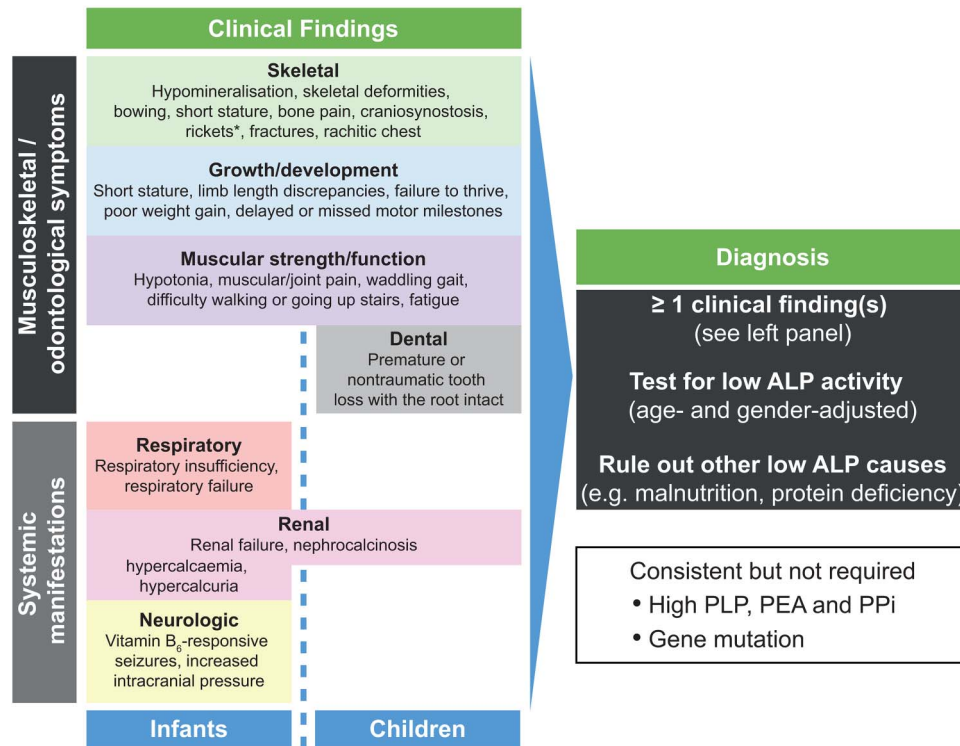 Clinical Findings
Musculoskeletal /
odontological symptoms
Skeletal
Hypomineralisation, skeletal deformities,
bowing, short stature, bone pain, craniosynostosis,
rickets*, fractures, rachitic chest
Growth/development
Short stature, limb length discrepancies, failure to thrive,
poor weight gain, delayed or missed motor milestones
Muscular strength/function
Hypotonia, muscular/joint pain, waddling gait,
difficulty walking or going up stairs, fatigue
Dental
Premature or
nontraumatic tooth
loss with the root intact
Systemic
manifestations
Respiratory
Respiratory insufficiency,
respiratory failure
Renal
Renal failure, nephrocalcinosis
hypercalcaemia,
hypercalcuria
Neurologic
Vitamin B₆-responsive
seizures, increased
intracranial pressure
Infants
Children
Diagnosis
≥ 1 clinical finding(s)
(see left panel)
Test for low ALP activity
(age- and gender-adjusted)
Rule out other low ALP causes
(e.g. malnutrition, protein deficiency)
Consistent but not required
• High PLP, PEA and PPi
• Gene mutation